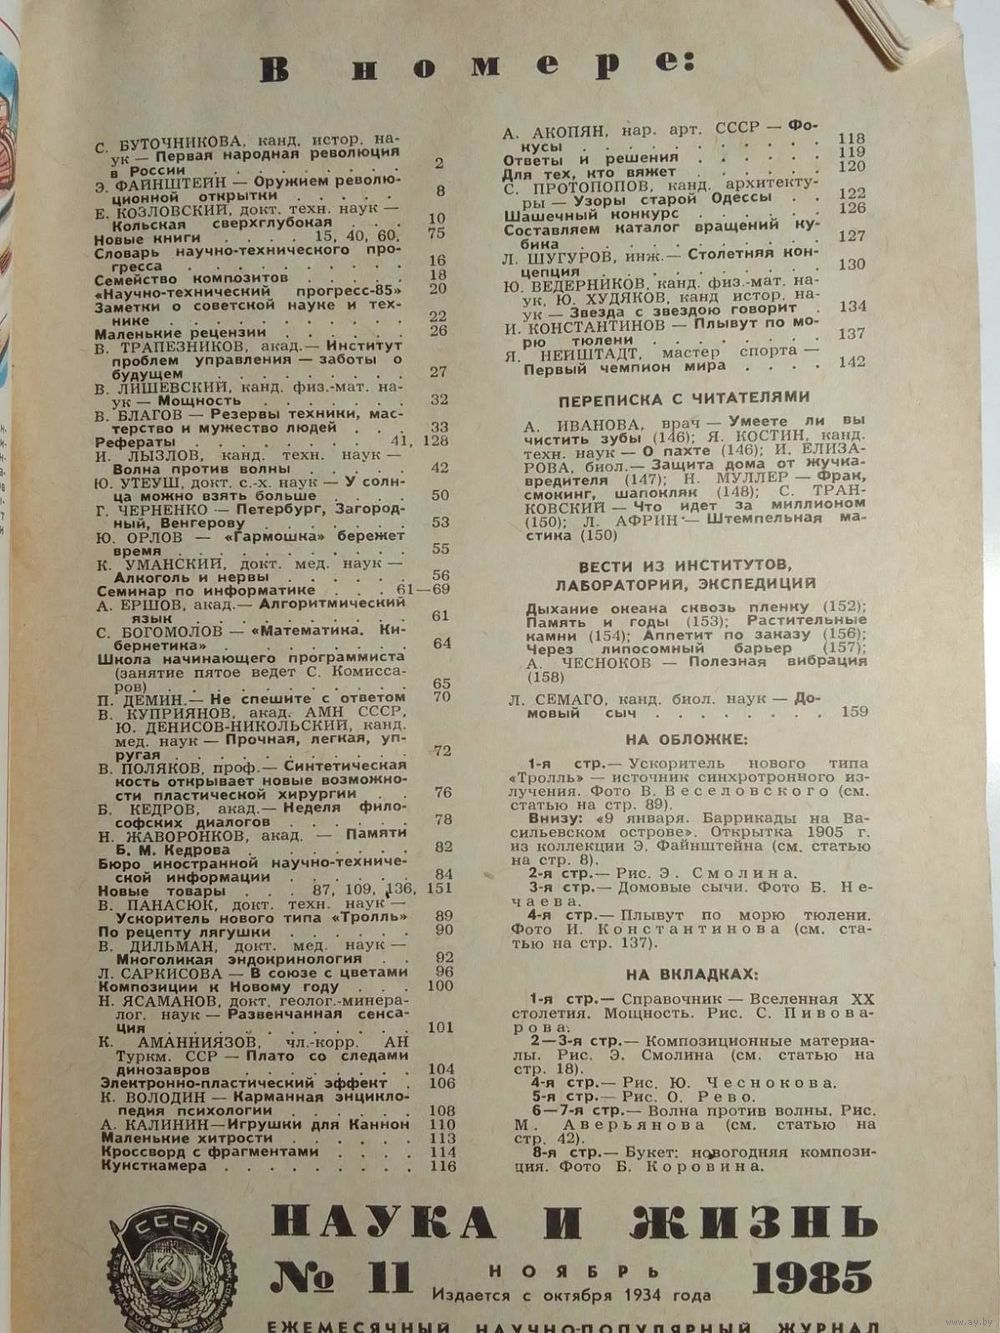 В номере:
С. БУТОЧНИКОВА, канд. истор. на-
ук — Первая народная революция
в России . . . . . . . . 2
Э. ФАЙНШТЕЙН — Оружием револю-
ционной открытки . . . . . 8
Е. КОЗЛОВСКИЙ, докт. техн. наук —
Кольская сверхглубокая . . . 10
Новые книги . . . . 15, 40, 60, 75
Словарь научно-технического про-
гресса . . . . . . . . . 16
Семейство композитов . . . . 18
«Научно-технический прогресс-85» 20
Заметки о советской науке и тех-
нике . . . . . . . . . . 22
Маленькие рецензии . . . . . 26
В. ТРАПЕЗНИКОВ, акад.— Институт
проблем управления — заботы о
будущем . . . . . . . . 27
В. ЛИШЕВСКИЙ, канд. физ.-мат. на-
ук — Мощность . . . . . . 32
В. БЛАГОВ — Резервы техники, мас-
терство и мужество людей . . . 33
Рефераты . . . . . . . . 41, 128
И. ЛЫЗЛОВ, канд. техн. наук —
Волна против волны . . . . . 42
Ю. УТЕУШ, докт. с.-х. наук — У солн-
ца можно взять больше . . . . 50
Г. ЧЕРНЕНКО — Петербург, Загород-
ный, Венгерову . . . . . . 53
Ю. ОРЛОВ — «Гармошка» бережет
время . . . . . . . . . . 55
К. УМАНСКИЙ, докт. мед. наук —
Алкоголь и нервы . . . . . . 56
Семинар по информатике . . . 61—69
А. ЕРШОВ, акад.— Алгоритмический
язык . . . . . . . . . . 61
С. БОГОМОЛОВ — «Математика. Ки-
бернетика» . . . . . . . . 64
Школа начинающего программиста
(занятие пятое ведет С. Комисса-
ров) . . . . . . . . . . 65
П. ДЕМИН.— Не спешите с ответом 70
В. КУПРИЯНОВ, акад. АМН СССР,
Ю. ДЕНИСОВ-НИКОЛЬСКИЙ, канд.
мед. наук — Прочная, легкая, уп-
ругая . . . . . . . . . . 72
В. ПОЛЯКОВ, проф.— Синтетическая
кость открывает новые возможно-
сти пластической хирургии . . 76
Б. КЕДРОВ, акад.— Неделя фило-
софских диалогов . . . . . . 78
Н. ЖАВОРОНКОВ, акад. — Памяти
Б. М. Кедрова . . . . . . . 82
Бюро иностранной научно-техниче-
ской информации . . . . . . 84
Новые товары . . . 87, 109, 136, 151
В. ПАНАСЮК, докт. техн. наук —
Ускоритель нового типа «Тролль» 89
По рецепту лягушки . . . . . . 90
В. ДИЛЬМАН, докт. мед. наук —
Многоликая эндокринология . . 92
Л. САРКИСОВА — В союзе с цветами 96
Композиции к Новому году . . . 100
Н. ЯСАМАНОВ, докт. геолог.-минера-
лог. наук — Развенчанная сенса-
ция . . . . . . . . . . 101
К. АМАННИЯЗОВ, чл.-корр. АН
Туркм. ССР — Плато со следами
динозавров . . . . . . . 104
Электронно-пластический эффект . 106
К. ВОЛОДИН — Карманная энцикло-
педия психологии . . . . . . 108
А. КАЛИНИН—Игрушки для Каннон 110
Маленькие хитрости . . . . . . 113
Кроссворд с фрагментами . . . . 114
Кунсткамера . . . . . . . . 116
А. АКОПЯН, нар. арт. СССР — Фо-
кусы . . . . . . . . . . 118
Ответы и решения . . . . . . 119
Для тех, кто вяжет . . . . . . 120
С. ПРОТОПОПОВ, канд. архитекту-
ры — Узоры старой Одессы . . 122
Шашечный конкурс . . . . . . 126
Составляем каталог вращений ку-
бика . . . . . . . . . . 127
Л. ШУГУРОВ, инж.— Столетняя кон-
цепция . . . . . . . . . 130
Ю. ВЕДЕРНИКОВ, канд. физ.-мат. на-
ук, Ю. ХУДЯКОВ, канд истор. на-
ук — Звезда с звездою говорит . 134
И. КОНСТАНТИНОВ — Плывут по мо-
рю тюлени . . . . . . . . 137
Я. НЕЙШТАДТ, мастер спорта —
Первый чемпион мира . . . . 142
ПЕРЕПИСКА С ЧИТАТЕЛЯМИ
А. ИВАНОВА, врач — Умеете ли вы
чистить зубы (146); Я. КОСТИН, канд.
техн. наук — О пахте (146); И. ЕЛИЗА-
РОВА, биол.— Защита дома от жучка-
вредителя (147); Н. МУЛЛЕР — Фрак,
смокинг, шапокляк (148); С. ТРАН-
КОВСКИЙ — Что идет за миллионом
(150); Л. АФРИН — Штемпельная ма-
стика (150)
ВЕСТИ ИЗ ИНСТИТУТОВ,
ЛАБОРАТОРИЙ, ЭКСПЕДИЦИЙ
Дыхание океана сквозь пленку (152);
Память и годы (153); Растительные
камни (154); Аппетит по заказу (156);
Через липосомный барьер (157);
А. ЧЕСНОКОВ — Полезная вибрация
(158)
Л. СЕМАГО, канд. биол. наук — До-
мовый сыч . . . . . . . . 159
НА ОБЛОЖКЕ:
1-я стр.— Ускоритель нового типа
«Тролль» — источник синхротронного из-
лучения. Фото В. Веселовского (см.
статью на стр. 89).
Внизу: «9 января. Баррикады на Ва-
сильевском острове». Открытка 1905 г.
из коллекции Э. Файнштейна (см. статью
на стр. 8).
2-я стр.— Рис. Э. Смолина.
3-я стр.— Домовые сычи. Фото Б. Не-
чаева.
4-я стр.— Плывут по морю тюлени.
Фото И. Константинова (см. ста-
тью на стр. 137).
НА ВКЛАДКАХ:
1-я стр.— Справочник — Вселенная XX
столетия. Мощность. Рис. С. Пивова-
рова.
2—3-я стр.— Композиционные материа-
лы. Рис. Э. Смолина (см. статью на
стр. 18).
4-я стр.— Рис. Ю. Чеснокова.
5-я стр.— Рис. О. Рево.
6—7-я стр.— Волна против волны. Рис.
М. Аверьянова (см. статью на
стр. 42).
8-я стр.— Букет: новогодняя компози-
ция. Фото Б. Коровина.
СССР
НАУКА И ЖИЗНЬ
№ 11 НОЯБРЬ 1985
Издается с октября 1934 года
ЕЖЕМЕСЯЧНЫЙ НАУЧНО-ПОПУЛЯРНЫЙ ЖУРНАЛ
www.ay.by